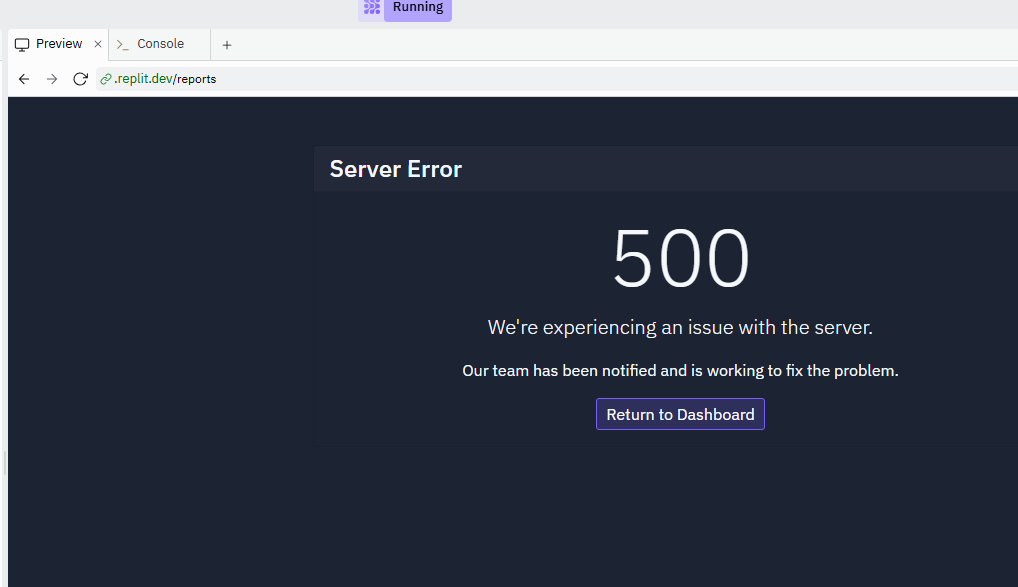 Running
Preview × >_ Console +
.replit.dev/reports
Server Error
500
We're experiencing an issue with the server.
Our team has been notified and is working to fix the problem.
Return to Dashboard